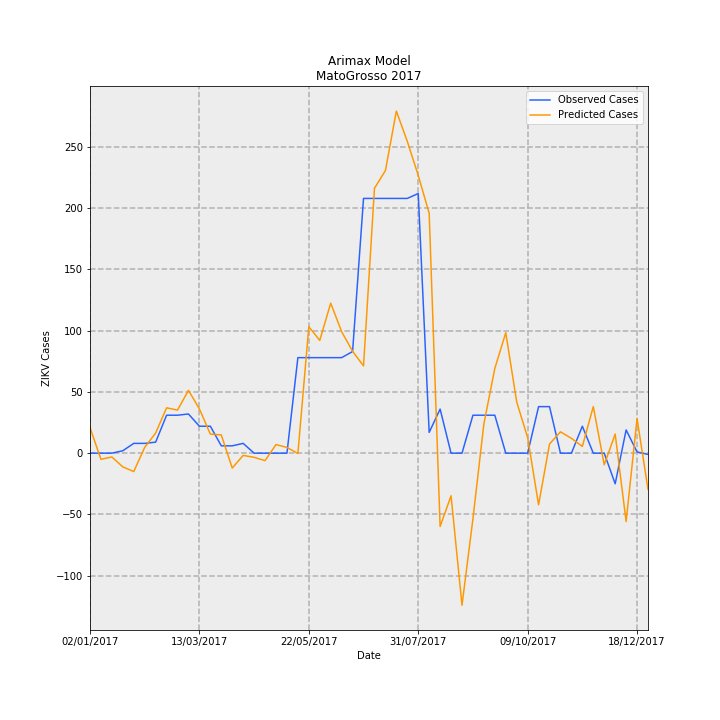 Arimax Model
MatoGrosso 2017
Observed Cases
Predicted Cases
250
200
150
100
50
0
−50
−100
ZIKV Cases
02/01/2017 13/03/2017 22/05/2017 31/07/2017 09/10/2017 18/12/2017
Date